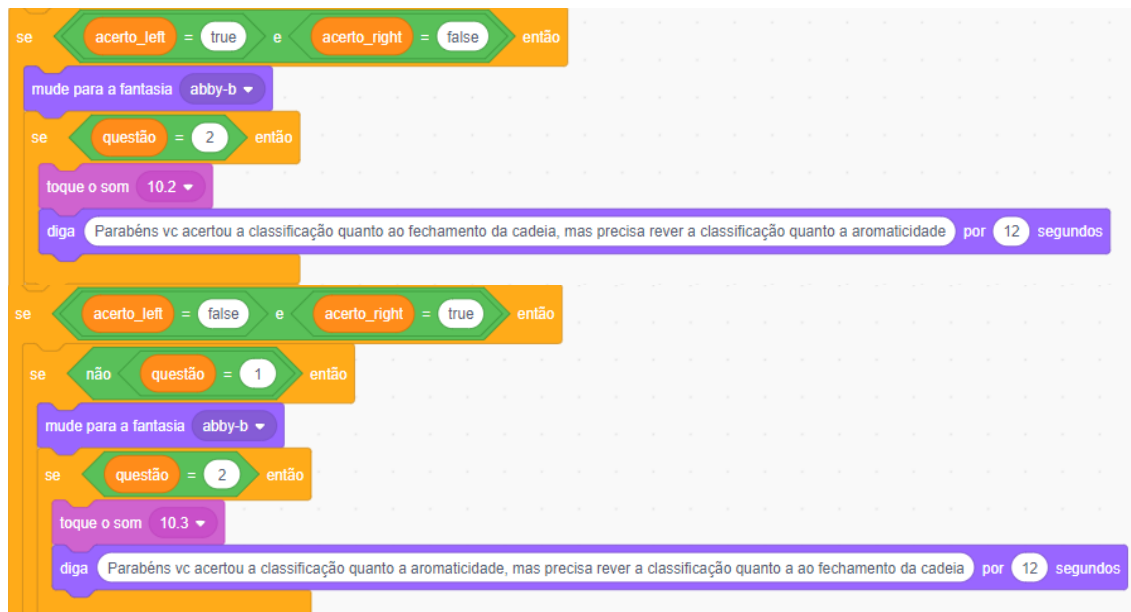 se acerto_left = true e acerto_right = false então
mude para a fantasia abby-b
se questão = 2 então
toque o som 10.2
diga Parabéns vc acertou a classificação quanto ao fechamento da cadeia, mas precisa rever a classificação quanto a aromaticidade por 12 segundos
se acerto_left = false e acerto_right = true então
se não questão = 1 então
mude para a fantasia abby-b
se questão = 2 então
toque o som 10.3
diga Parabéns vc acertou a classificação quanto a aromaticidade, mas precisa rever a classificação quanto a ao fechamento da cadeia por 12 segundos